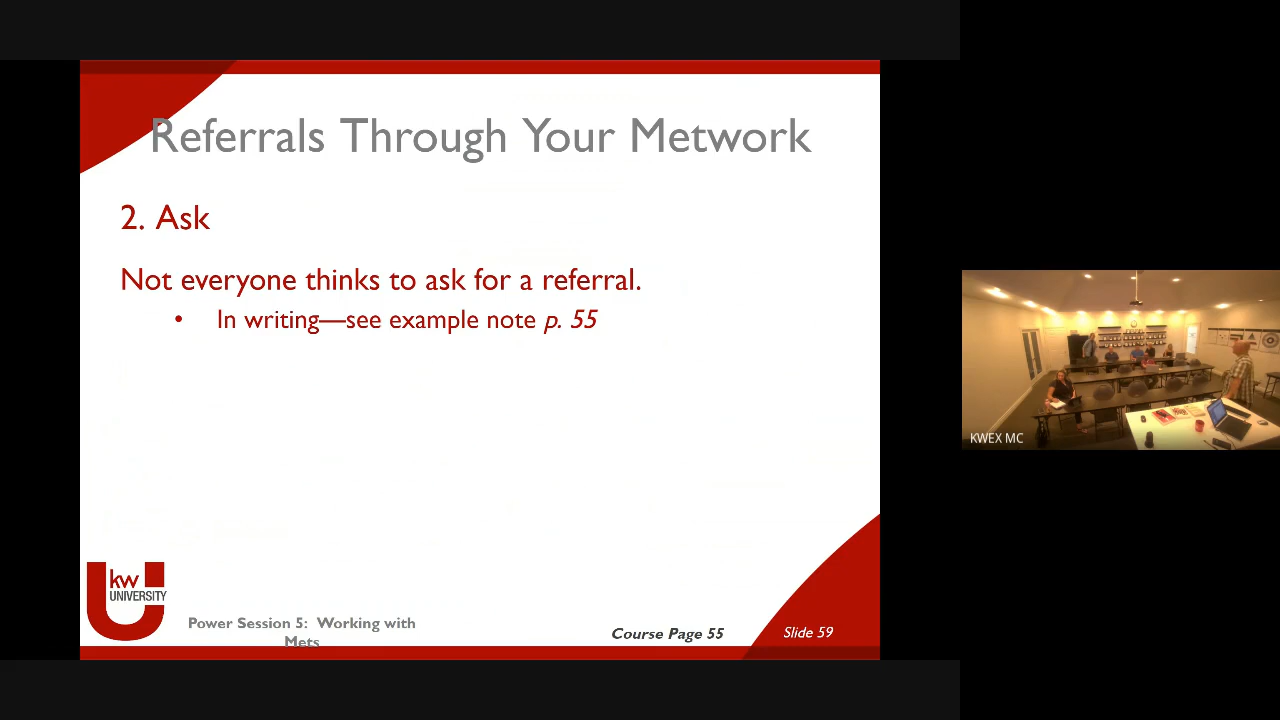 Referrals Through Your Metwork
2. Ask
Not everyone thinks to ask for a referral.
• In writing—see example note p. 55
kw
UNIVERSITY
Power Session 5: Working with
Mets
Course Page 55
Slide 59
KWEX MC